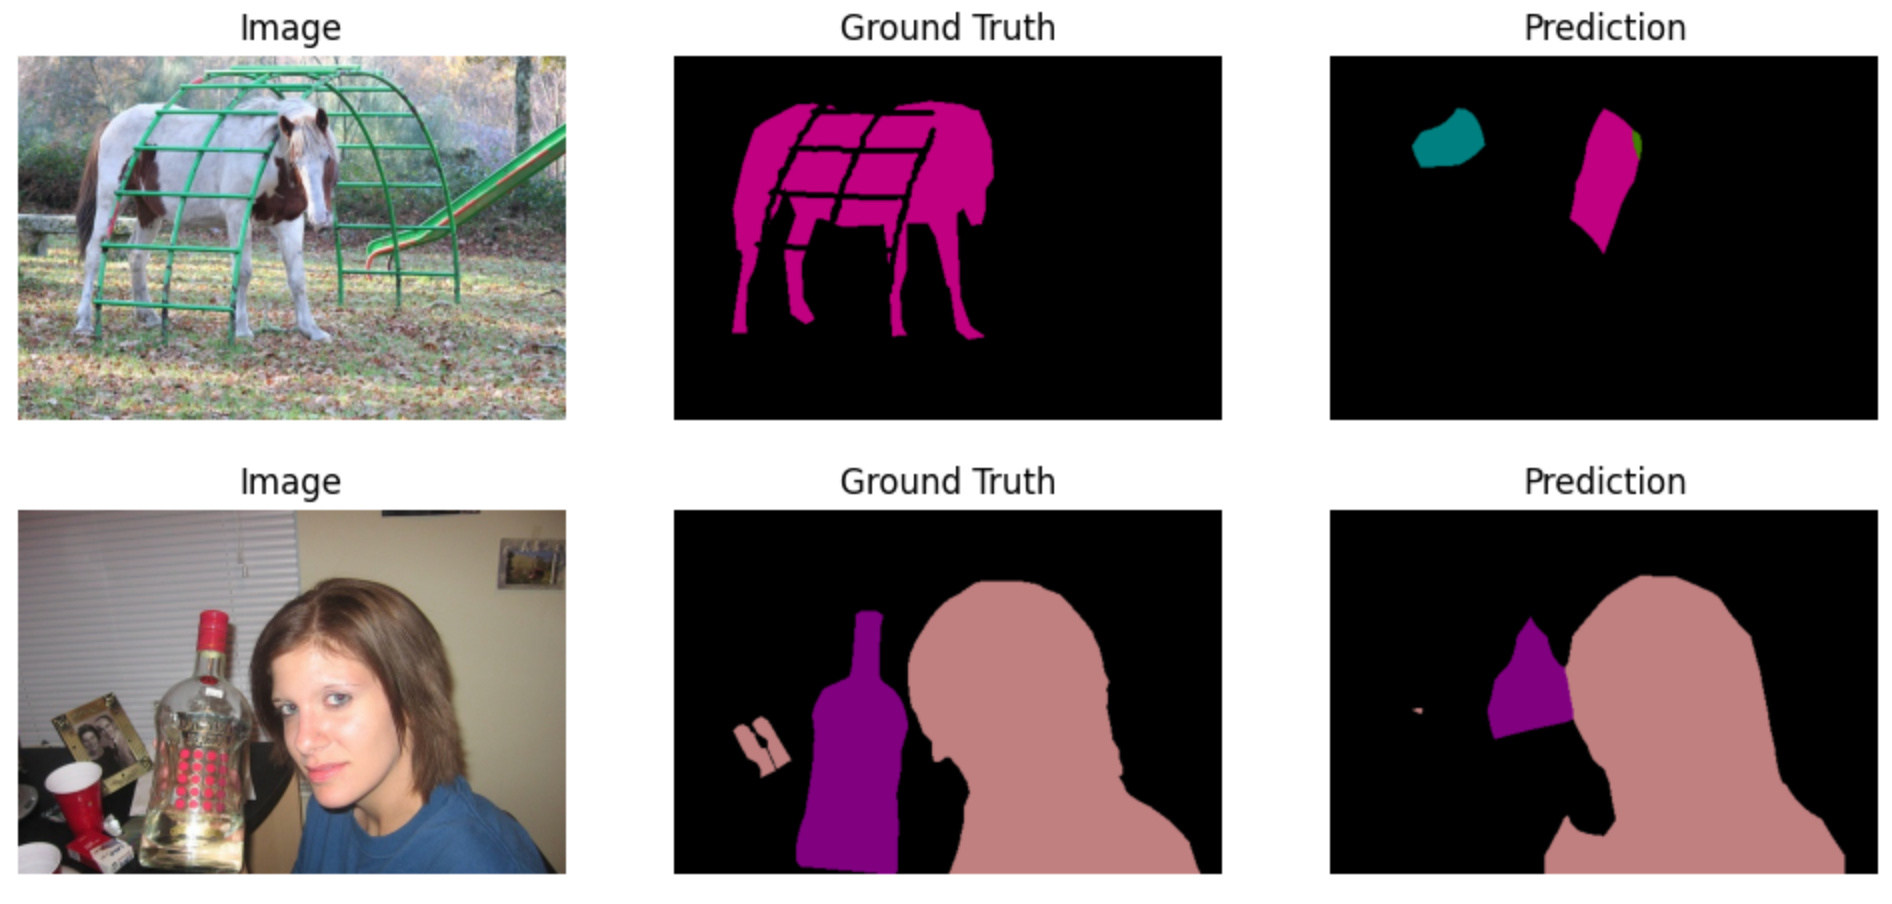 Image
Ground Truth
Prediction
Image
Ground Truth
Prediction